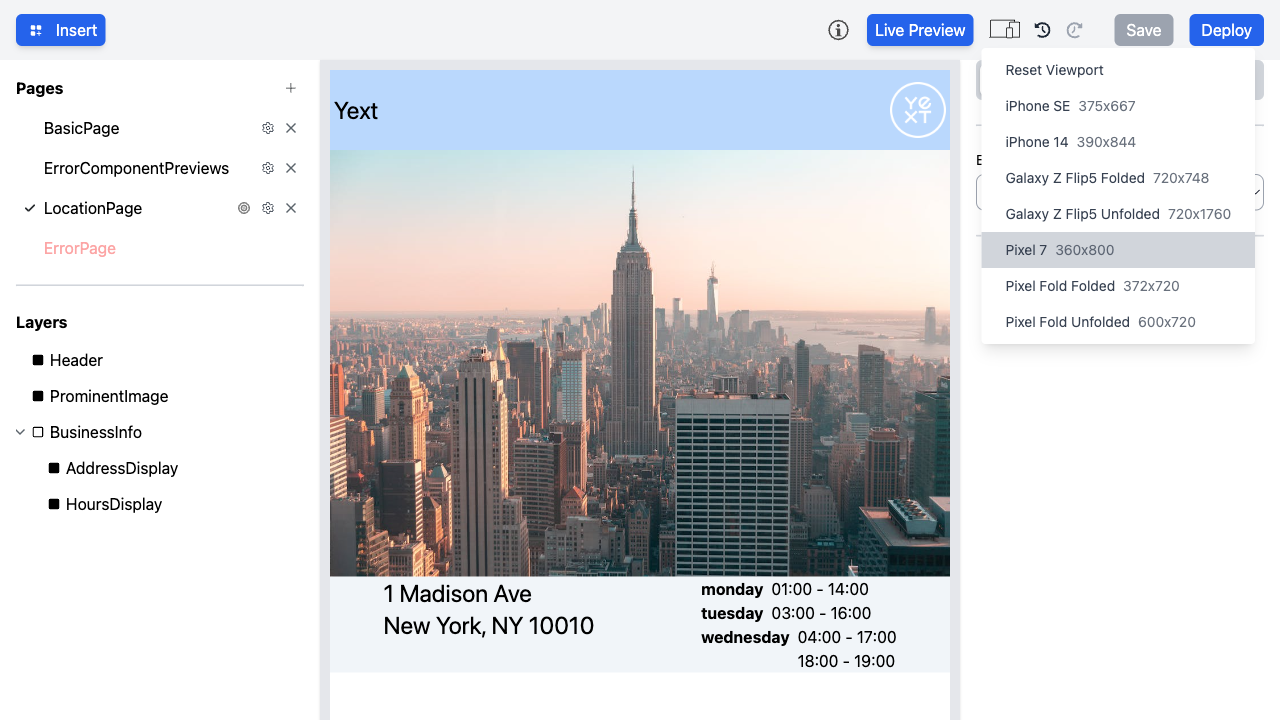 Insert
Live Preview
Save
Deploy
Pages
BasicPage
ErrorComponentPreviews
LocationPage
ErrorPage
Layers
Header
ProminentImage
BusinessInfo
AddressDisplay
HoursDisplay
Yext
YEXT
1 Madison Ave
New York, NY 10010
monday 01:00 - 14:00
tuesday 03:00 - 16:00
wednesday 04:00 - 17:00
18:00 - 19:00
Reset Viewport
iPhone SE 375x667
iPhone 14 390x844
Galaxy Z Flip5 Folded 720x748
Galaxy Z Flip5 Unfolded 720x1760
Pixel 7 360x800
Pixel Fold Folded 372x720
Pixel Fold Unfolded 600x720